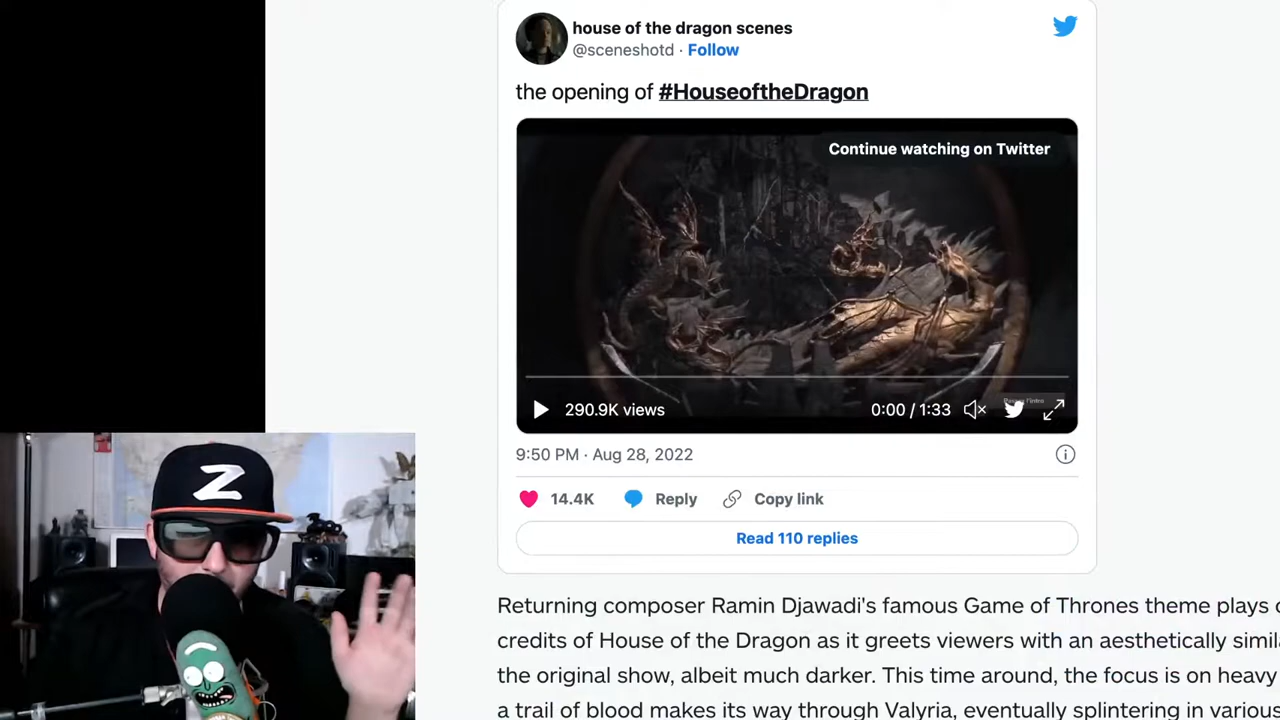 house of the dragon scenes
@sceneshotd · Follow
the opening of #HouseoftheDragon
Continue watching on Twitter
290.9K views
0:00 / 1:33
9:50 PM · Aug 28, 2022
14.4K
Reply
Copy link
Read 110 replies
Z
Returning composer Ramin Djawadi's famous Game of Thrones theme plays
credits of House of the Dragon as it greets viewers with an aesthetically
the original show, albeit much darker. This time around, the focus is on heavy
a trail of blood makes its way through Valyria, eventually splintering in various